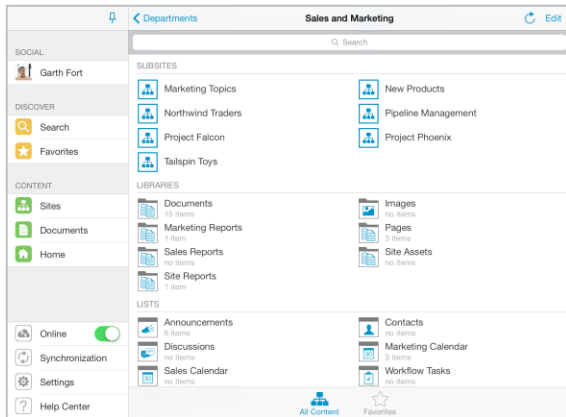 Departments
Sales and Marketing
Edit
Search
SOCIAL
Garth Fort
DISCOVER
Search
Favorites
CONTENT
Sites
Documents
Home
Online
Synchronization
Settings
? Help Center
SUBSITES
Marketing Topics
New Products
Northwind Traders
Pipeline Management
Project Falcon
Project Phoenix
Tailspin Toys
LIBRARIES
Documents
15 items
Images
no items
Marketing Reports
1 item
Pages
3 items
Sales Reports
no items
Site Assets
no items
Site Reports
1 item
LISTS
Announcements
6 items
Contacts
no items
Discussions
no items
Marketing Calendar
3 items
Sales Calendar
no items
Workflow Tasks
no items
30
30
All Content
Favorites